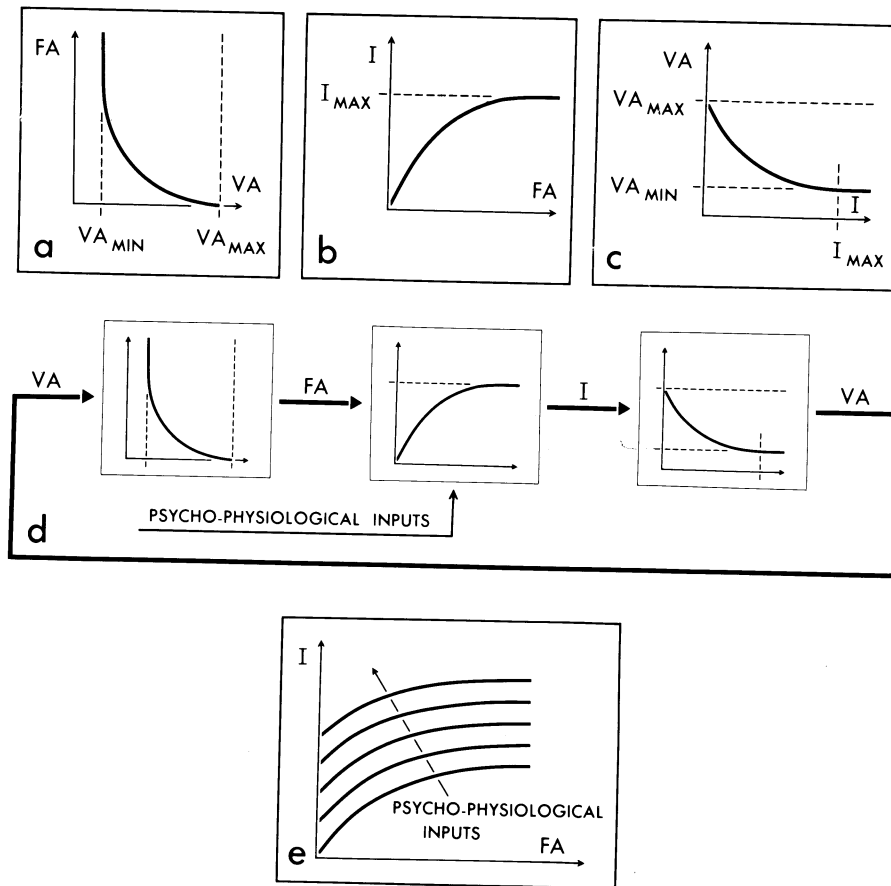 FA
VA
VA MIN
VA MAX
a
I
I MAX
FA
b
VA
VA MAX
VA MIN
I
I MAX
c
VA
FA
I
VA
PSYCHO-PHYSIOLOGICAL INPUTS
d
I
PSYCHO-PHYSIOLOGICAL
INPUTS
FA
e